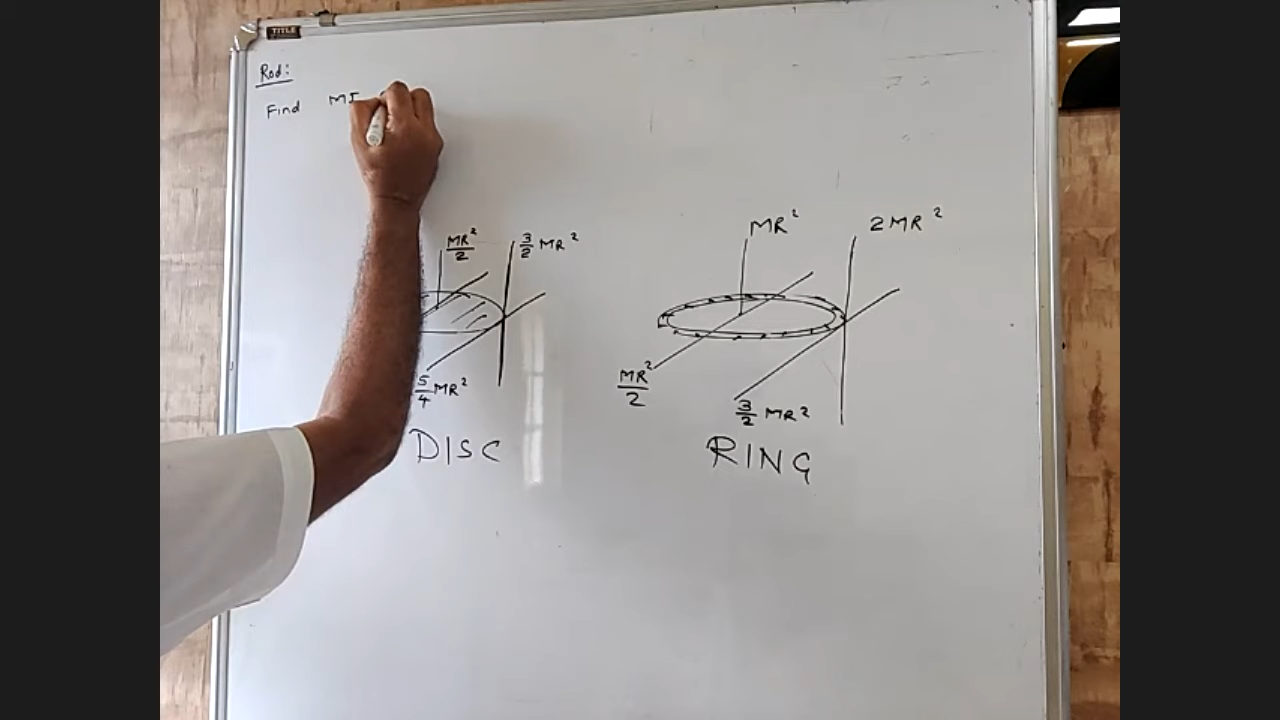 TITLE
Rod:
Find MI
MR²/2
3/2 MR²
5/4 MR²
DISC
MR²
2MR²
MR²/2
3/2 MR²
RING